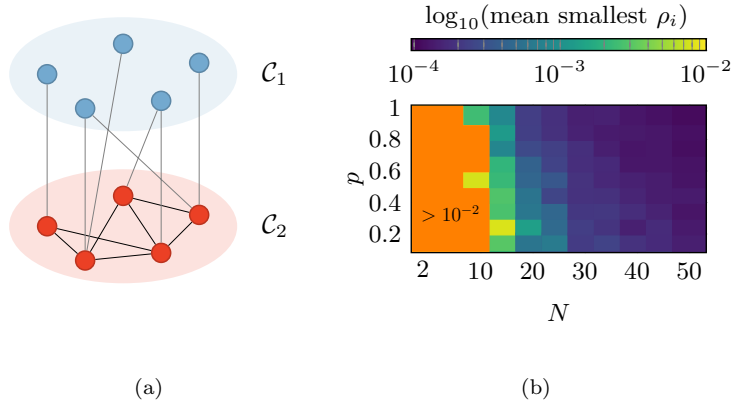 C₁
C₂
(a)
log₁₀(mean smallest ρᵢ)
10⁻⁴ 10⁻³ 10⁻²
1
0.8
0.6
0.4
0.2
p
> 10⁻²
2 10 20 30 40 50
N
(b)